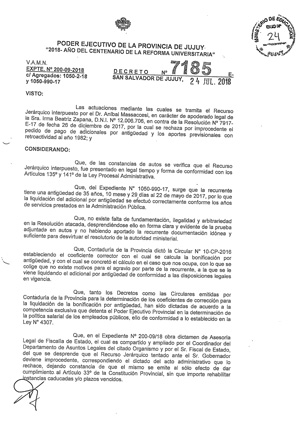 MINISTERIO DE EDUCACION
24
JUJUY
PODER EJECUTIVO DE LA PROVINCIA DE JUJUY
"2018- AÑO DEL CENTENARIO DE LA REFORMA UNIVERSITARIA"
V.A.M.N.
EXPTE. Nº 200-09-2018
c/ Agregados: 1050-2-18
y 1050-990-17
DECRETO Nº 7185 E-
SAN SALVADOR DE JUJUY, 24 JUL. 2018
VISTO:
Las actuaciones mediante las cuales se tramita el Recurso
Jerárquico Interpuesto por el Dr. Aníbal Massaccesi, en carácter de apoderado legal de
la Sra. Irma Beatriz Zapana, D.N.I. Nº 12.008.706, en contra de la Resolución Nº 7917-
E-17 de fecha 26 de diciembre de 2017, por la cual se rechaza por improcedente el
pedido de pago de adicionales por antigüedad y los aportes previsionales con
retroactividad al 1982; y
CONSIDERANDO:
Que, de las constancias de autos se verifica que el Recurso
Jerárquico interpuesto, fue presentado en legal tiempo y forma de conformidad con los
Artículos 135º y 141º de la Ley Procesal Administrativa.
Que, del Expediente Nº 1050-990-17, surge que la recurrente
tiene una antigüedad de 35 años, 10 meses y 26 días al 22 de mayo de 2017, por lo que
la liquidación del adicional por antigüedad se efectuó correctamente conforme los años
de servicios prestados en la Administración Pública.
Que, no existe falta de fundamentación, ilegalidad y arbitrariedad
en la Resolución atacada, desprendiéndose ello en forma clara y evidente de la prueba
adjuntada en autos y no habiendo aportado la recurrente documentación idónea y
suficiente para desvirtuar el resolutorio de la autoridad ministerial.
Que, Contaduría de la Provincia dictó la Circular Nº 10-CP-2016
estableciendo el coeficiente corrector con el cual se calcula la bonificación por
antigüedad, y con el cual se concretó el cálculo en el caso que nos ocupa, con lo que se
colige que no existe motivos para el agravio por parte de la recurrente, a la que se le
viene liquidando el adicional por antigüedad de conformidad a las disposiciones legales
en vigencia.
Que, tanto los Decretos como las Circulares emitidas por
Contaduría de la Provincia para la determinación de los coeficientes de corrección para
la liquidación de la bonificación por antigüedad, han sido dictadas de acuerdo a la
competencia exclusiva que detenta el Poder Ejecutivo Provincial en la determinación de
la política salarial de los empleados públicos, ello de conformidad a lo establecido en la
Ley Nº 4307.
Que, en el Expediente Nº 200-09/18 obra dictamen de Asesoría
Legal de Fiscalía de Estado, el cual es compartido y ampliado por el Coordinador del
Departamento de Asuntos Legales del citado Organismo y por el Sr. Fiscal de Estado,
del que se desprende que el Recurso Jerárquico tentado ante el Sr. Gobernador
deviene improcedente, correspondiendo el dictado del acto administrativo que
lo rechace, dejando constancia de que el mismo se emite al sólo efecto de dar
cumplimiento al Artículo 33º de la Constitución Provincial, sin que importe rehabilitar
instancias caducadas y/o plazos vencidos.